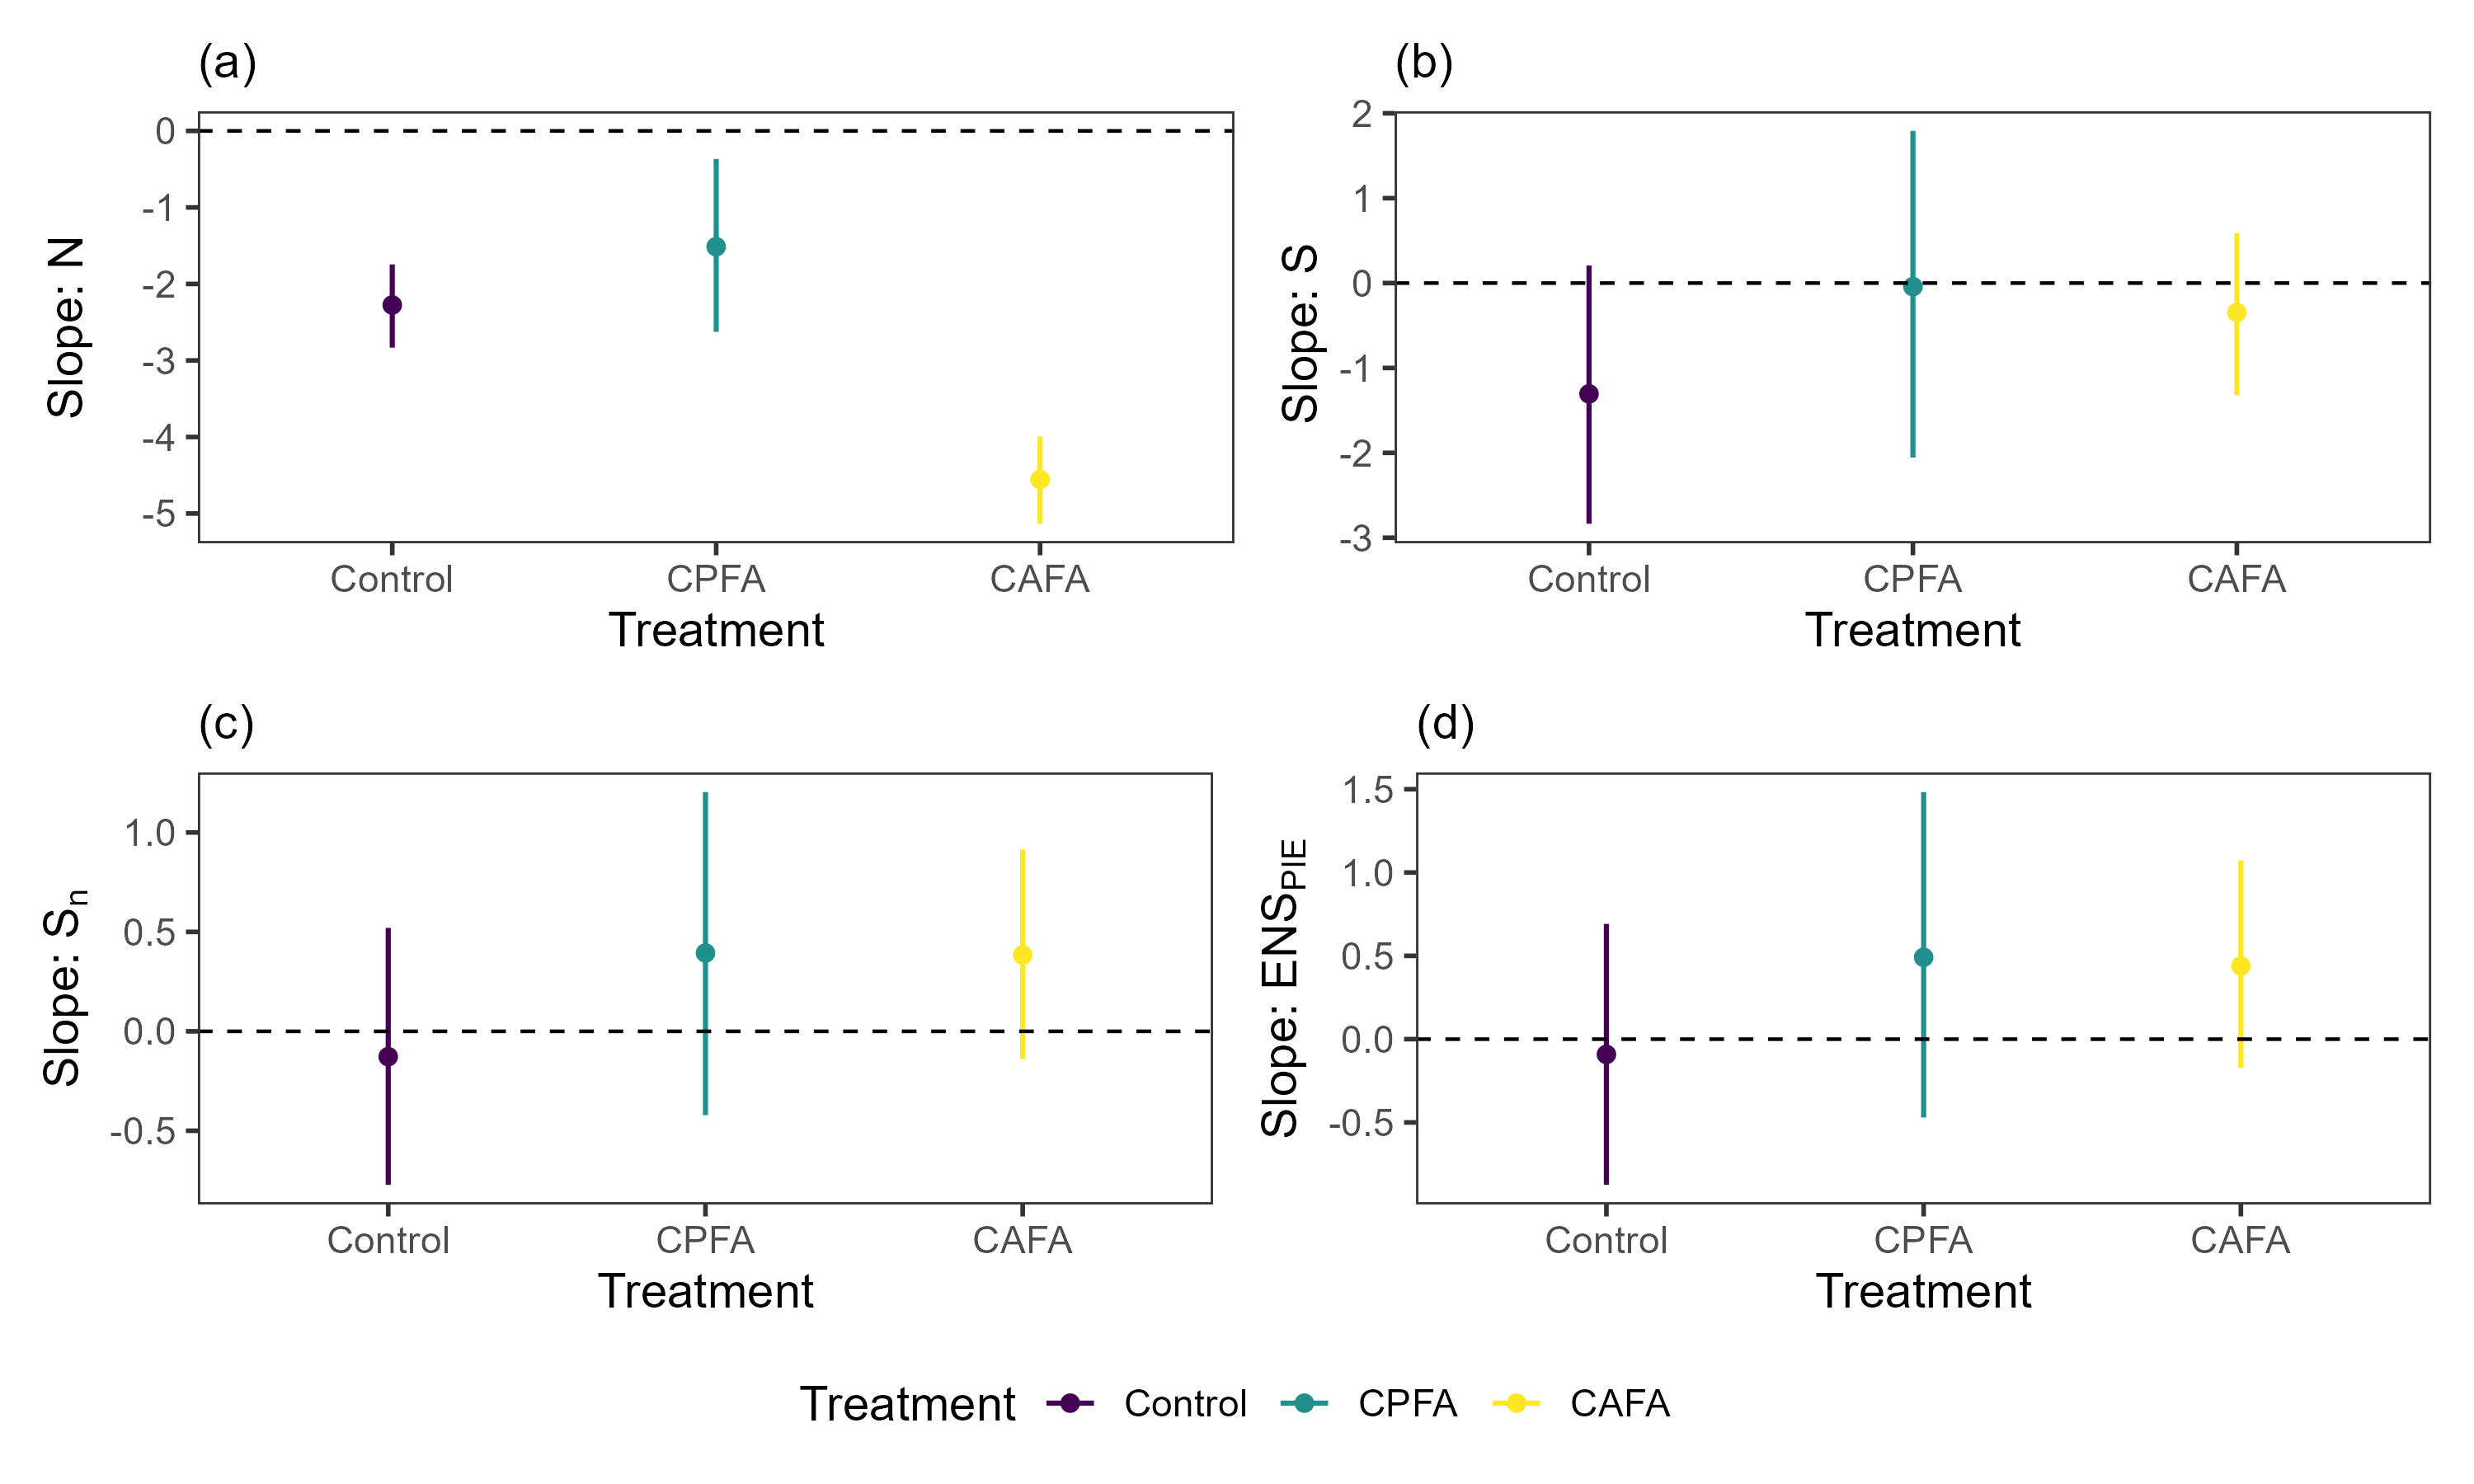 (a)
Slope: N
0
-1
-2
-3
-4
-5
Control CPFA CAFA
Treatment
(b)
Slope: S
2
1
0
-1
-2
-3
Control CPFA CAFA
Treatment
(c)
Slope: Sn
1.0
0.5
0.0
-0.5
Control CPFA CAFA
Treatment
(d)
Slope: ENSPIE
1.5
1.0
0.5
0.0
-0.5
Control CPFA CAFA
Treatment
Treatment Control CPFA CAFA